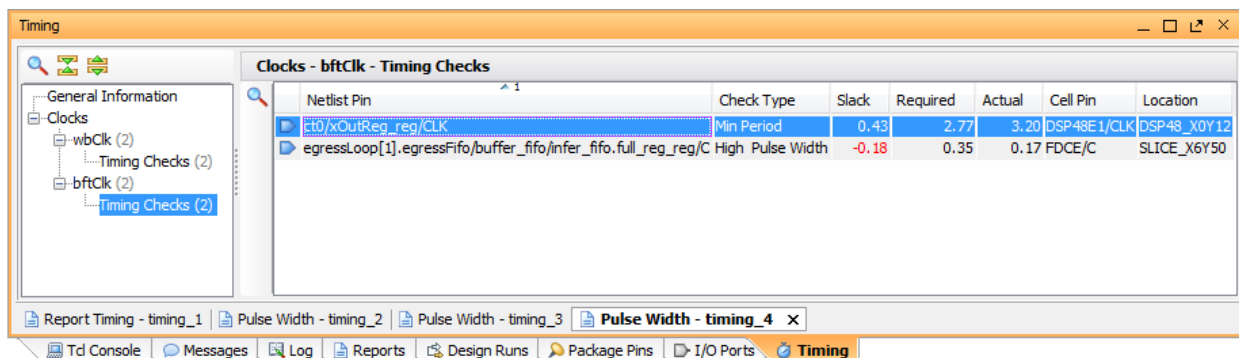 Timing
Clocks - bftClk - Timing Checks
General Information
Clocks
wbClk (2)
Timing Checks (2)
bftClk (2)
Timing Checks (2)
1
Netlist Pin Check Type Slack Required Actual Cell Pin Location
ct0/xOutReg_reg/CLK Min Period 0.43 2.77 3.20 DSP48E1/CLK DSP48_X0Y12
egressLoop[1].egressFifo/buffer_fifo/infer_fifo.full_reg_reg/C High Pulse Width -0.18 0.35 0.17 FDCE/C SLICE_X6Y50
Report Timing - timing_1 Pulse Width - timing_2 Pulse Width - timing_3 Pulse Width - timing_4
Tcl Console Messages Log Reports Design Runs Package Pins I/O Ports Timing